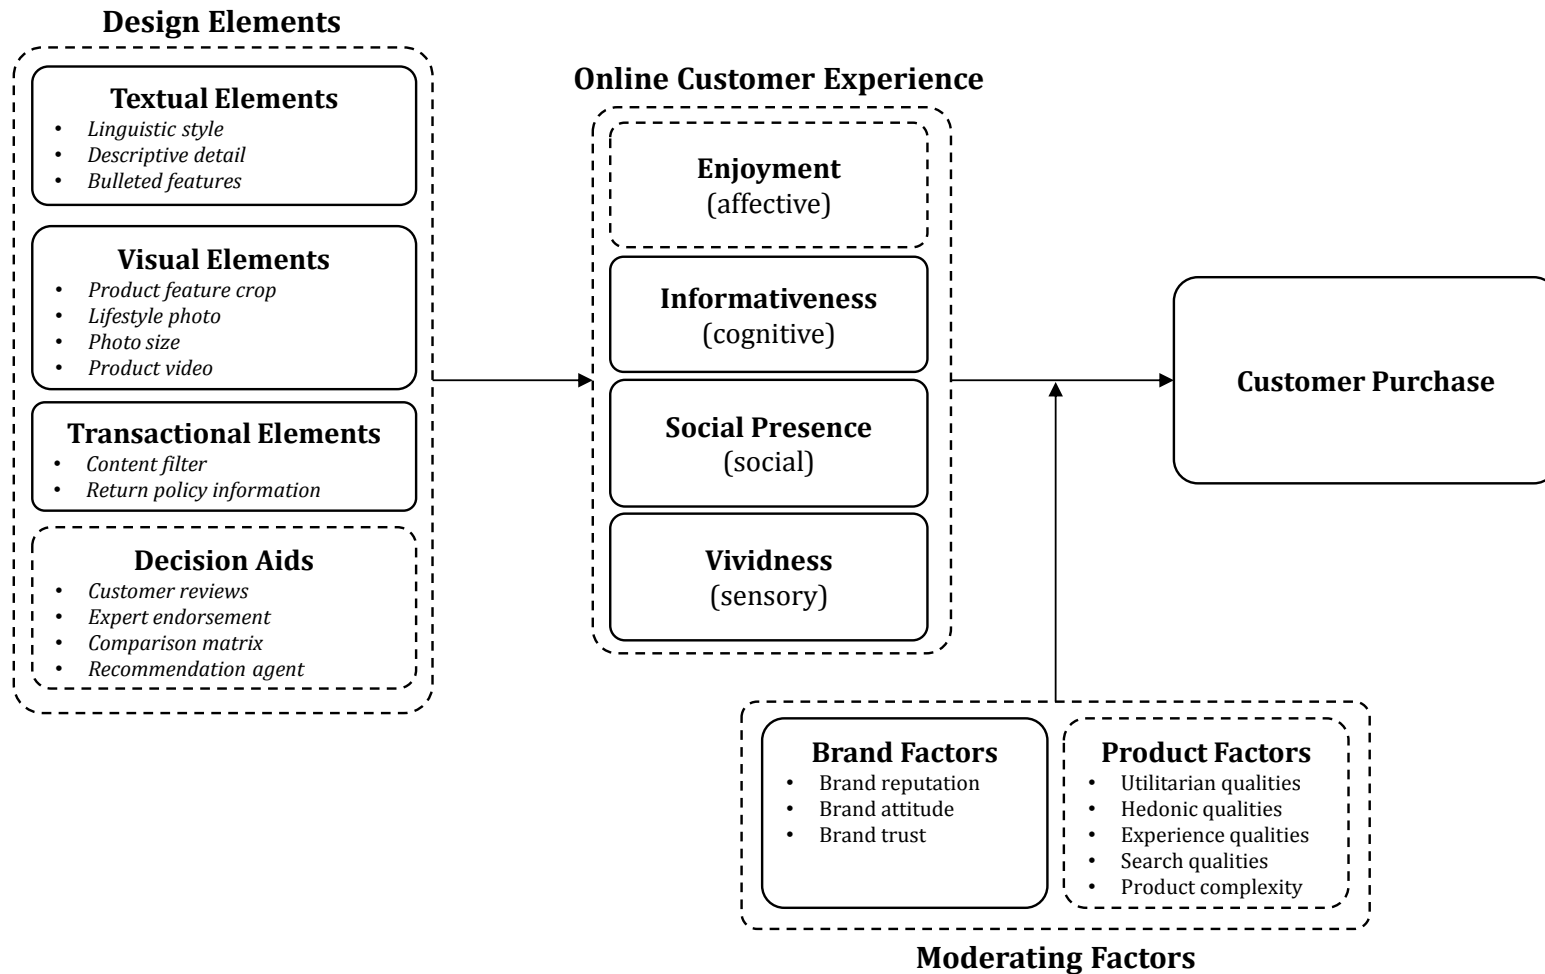 Design Elements
Textual Elements
• Linguistic style
• Descriptive detail
• Bulleted features
Visual Elements
• Product feature crop
• Lifestyle photo
• Photo size
• Product video
Transactional Elements
• Content filter
• Return policy information
Decision Aids
• Customer reviews
• Expert endorsement
• Comparison matrix
• Recommendation agent
Online Customer Experience
Enjoyment
(affective)
Informativeness
(cognitive)
Social Presence
(social)
Vividness
(sensory)
Customer Purchase
Brand Factors
• Brand reputation
• Brand attitude
• Brand trust
Product Factors
• Utilitarian qualities
• Hedonic qualities
• Experience qualities
• Search qualities
• Product complexity
Moderating Factors